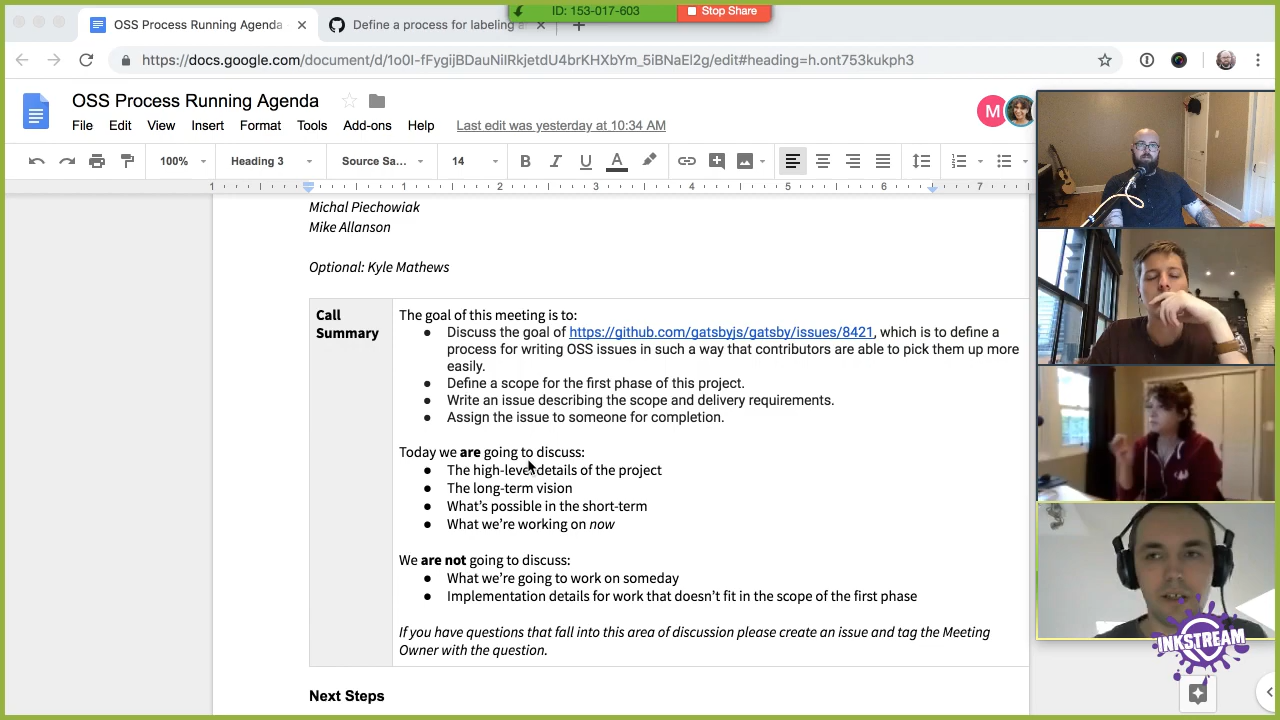 ID: 153-017-603
Stop Share
OSS Process Running Agenda
Define a process for labeling a
https://docs.google.com/document/d/1o0I-fFygijBDauNiIRkjetdU4brKHXbYm_5iBNaEl2g/edit#heading=h.ont753kukph3
OSS Process Running Agenda
File Edit View Insert Format Tools Add-ons Help Last edit was yesterday at 10:34 AM
M
100% Heading 3 Source Sa... 14 B I U A
1 1 2 3 4 5 6 7
Michal Piechowiak
Mike Allanson
Optional: Kyle Mathews
Call Summary
The goal of this meeting is to:
● Discuss the goal of https://github.com/gatsbyjs/gatsby/issues/8421, which is to define a
process for writing OSS issues in such a way that contributors are able to pick them up more
easily.
● Define a scope for the first phase of this project.
● Write an issue describing the scope and delivery requirements.
● Assign the issue to someone for completion.
Today we are going to discuss:
● The high-level details of the project
● The long-term vision
● What's possible in the short-term
● What we're working on now
We are not going to discuss:
● What we're going to work on someday
● Implementation details for work that doesn't fit in the scope of the first phase
If you have questions that fall into this area of discussion please create an issue and tag the Meeting
Owner with the question.
Next Steps
INKSTREAM